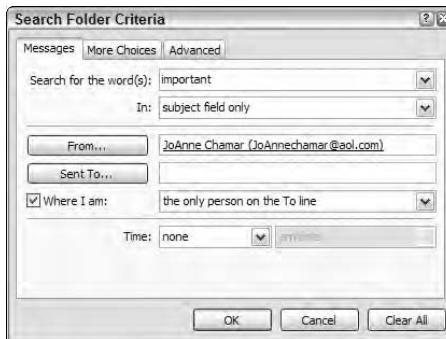 Search Folder Criteria
Messages More Choices Advanced
Search for the word(s): important
In: subject field only
From... JoAnne Chamar (JoAnnechamar@aol.com)
Sent To...
Where I am: the only person on the To line
Time: none anytime
OK Cancel Clear All